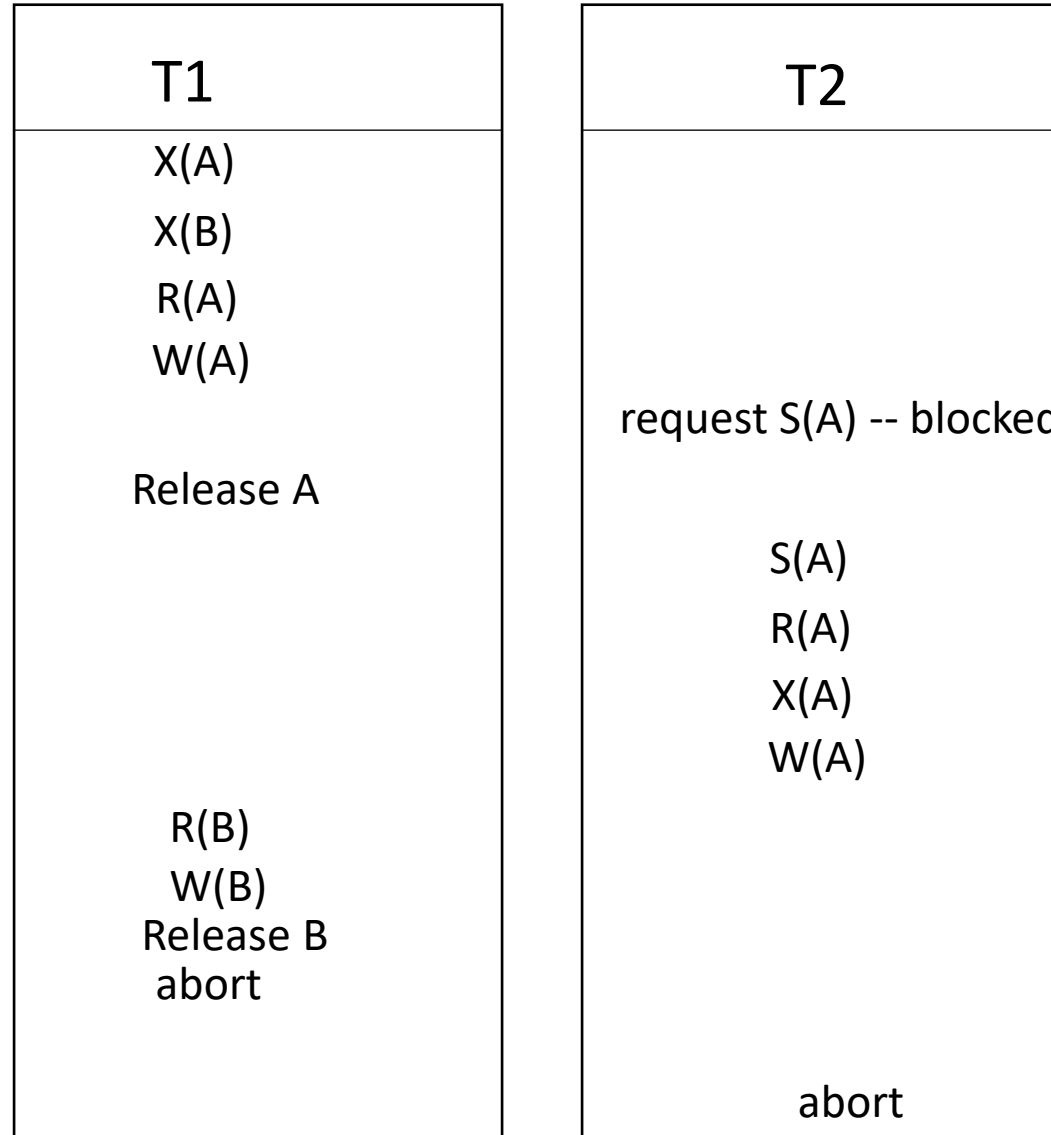 T1
X(A)
X(B)
R(A)
W(A)
Release A
R(B)
W(B)
Release B
abort
T2
request S(A) -- blocked
S(A)
R(A)
X(A)
W(A)
abort